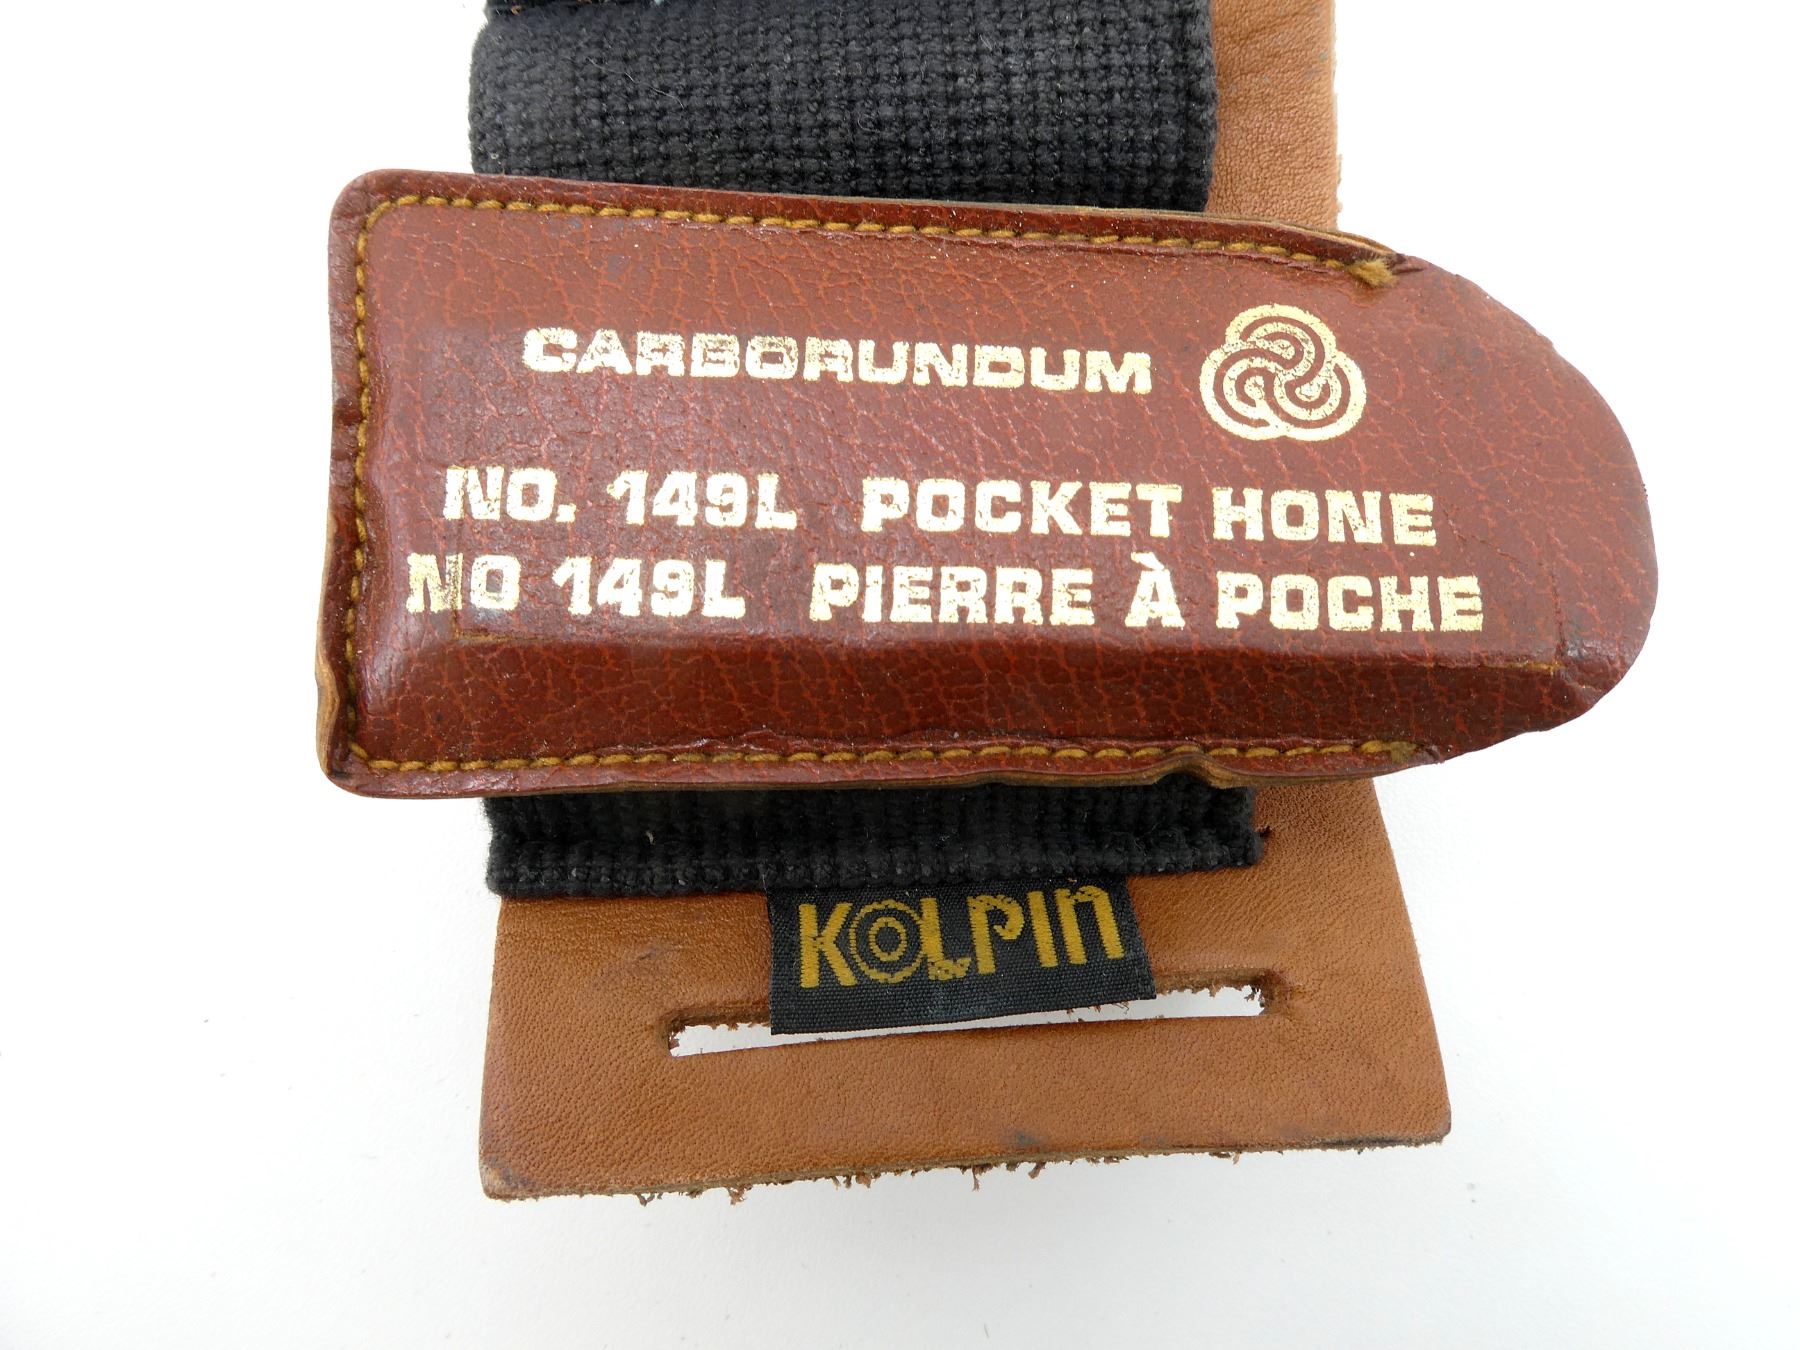 CARBORUNDUM
NO. 149L POCKET HONE
NO 149L PIERRE À POCHE
KOLPIN